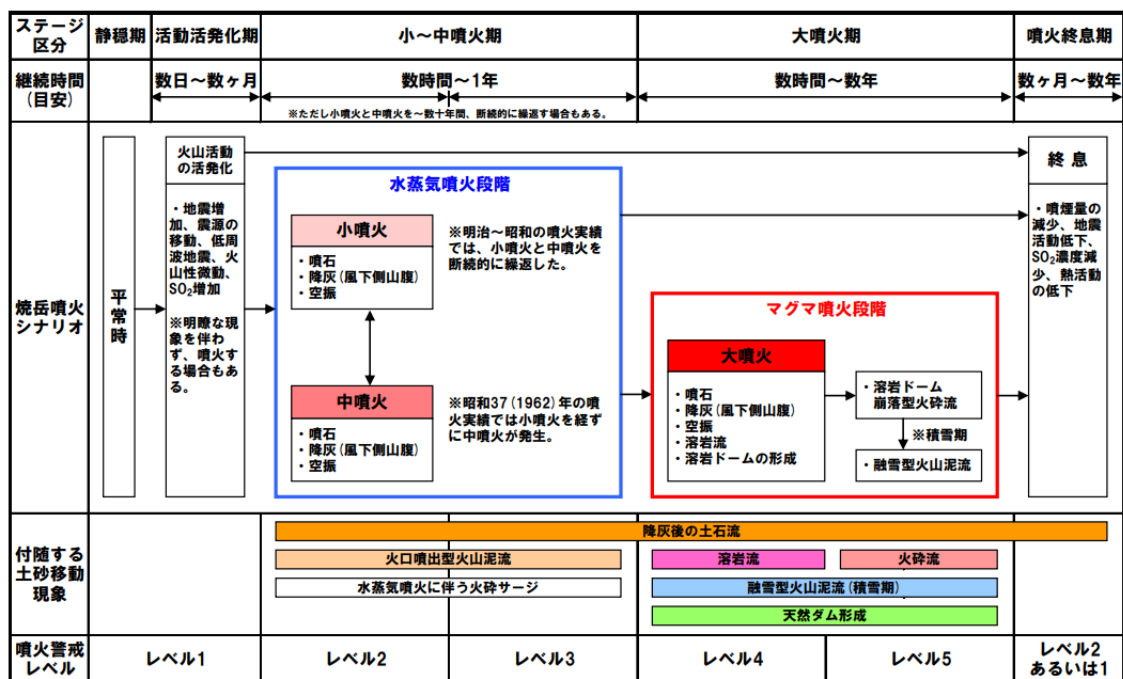 ステージ
区分
静穏期
活動活発化期
小～中噴火期
大噴火期
噴火終息期
継続時間
(目安)
数日～数ヶ月
数時間～1年
※ただし小噴火と中噴火を～数十年間、断続的に繰返す場合もある。
数時間～数年
数ヶ月～数年
焼岳噴火
シナリオ
平常時
火山活動
の活発化
・地震増
加、震源の
移動、低周
波地震、火
山性微動、
SO₂増加
※明瞭な現
象を伴わ
ず、噴火す
る場合もあ
る。
水蒸気噴火段階
小噴火
・噴石
・降灰(風下側山腹)
・空振
※明治～昭和の噴火実績
では、小噴火と中噴火を
断続的に繰返した。
中噴火
・噴石
・降灰(風下側山腹)
・空振
※昭和37(1962)年の噴
火実績では小噴火を経ず
に中噴火が発生。
マグマ噴火段階
大噴火
・噴石
・降灰(風下側山腹)
・空振
・溶岩流
・溶岩ドームの形成
・溶岩ドーム
崩落型火砕流
※積雪期
・融雪型火山泥流
終息
・噴煙量の
減少、地震
活動低下、
SO₂濃度減
少、熱活動
の低下
付随する
土砂移動
現象
降灰後の土石流
火口噴出型火山泥流
溶岩流
火砕流
水蒸気噴火に伴う火砕サージ
融雪型火山泥流(積雪期)
天然ダム形成
噴火警戒
レベル
レベル1
レベル2
レベル3
レベル4
レベル5
レベル2
あるいは1